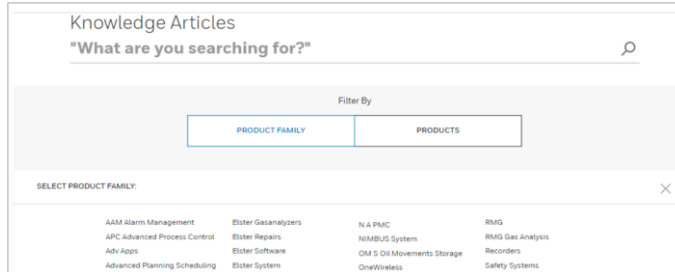 Knowledge Articles
"What are you searching for?"
Filter By
PRODUCT FAMILY
PRODUCTS
SELECT PRODUCT FAMILY:
AAM Alarm Management
APC Advanced Process Control
Adv Apps
Advanced Planning Scheduling
Elster Gasanalyzers
Elster Repairs
Elster Software
Elster System
N A PMC
NIMBUS System
OM S Oil Movements Storage
OneWireless
RMG
RMG Gas Analysis
Recorders
Safety Systems